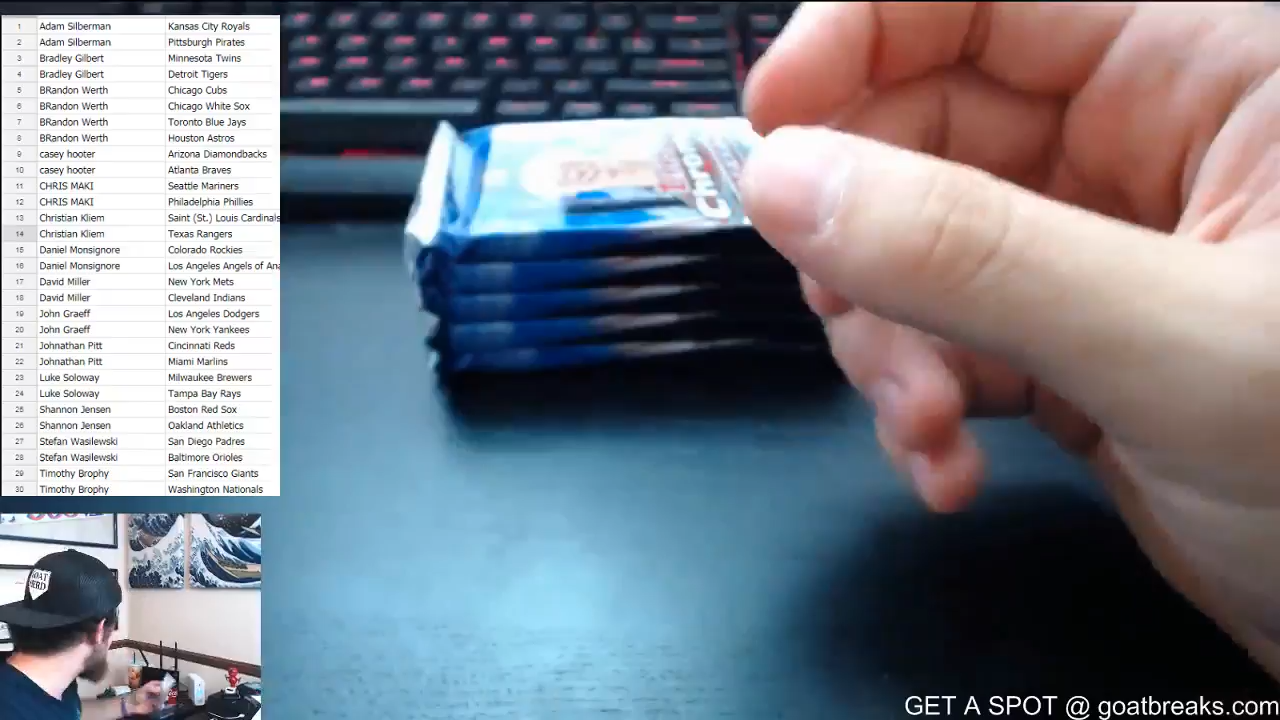 1 Adam Silberman Kansas City Royals
2 Adam Silberman Pittsburgh Pirates
3 Bradley Gilbert Minnesota Twins
4 Bradley Gilbert Detroit Tigers
5 BRandon Werth Chicago Cubs
6 BRandon Werth Chicago White Sox
7 BRandon Werth Toronto Blue Jays
8 BRandon Werth Houston Astros
9 casey hooter Arizona Diamondbacks
10 casey hooter Atlanta Braves
11 CHRIS MAKI Seattle Mariners
12 CHRIS MAKI Philadelphia Phillies
13 Christian Kliem Saint (St.) Louis Cardinals
14 Christian Kliem Texas Rangers
15 Daniel Monsignore Colorado Rockies
16 Daniel Monsignore Los Angeles Angels of Ana
17 David Miller New York Mets
18 David Miller Cleveland Indians
19 John Graeff Los Angeles Dodgers
20 John Graeff New York Yankees
21 Johnathan Pitt Cincinnati Reds
22 Johnathan Pitt Miami Marlins
23 Luke Soloway Milwaukee Brewers
24 Luke Soloway Tampa Bay Rays
25 Shannon Jensen Boston Red Sox
26 Shannon Jensen Oakland Athletics
27 Stefan Wasilewski San Diego Padres
28 Stefan Wasilewski Baltimore Orioles
29 Timothy Brophy San Francisco Giants
30 Timothy Brophy Washington Nationals
GOAT
HERD
GET A SPOT @ goatbreaks.com